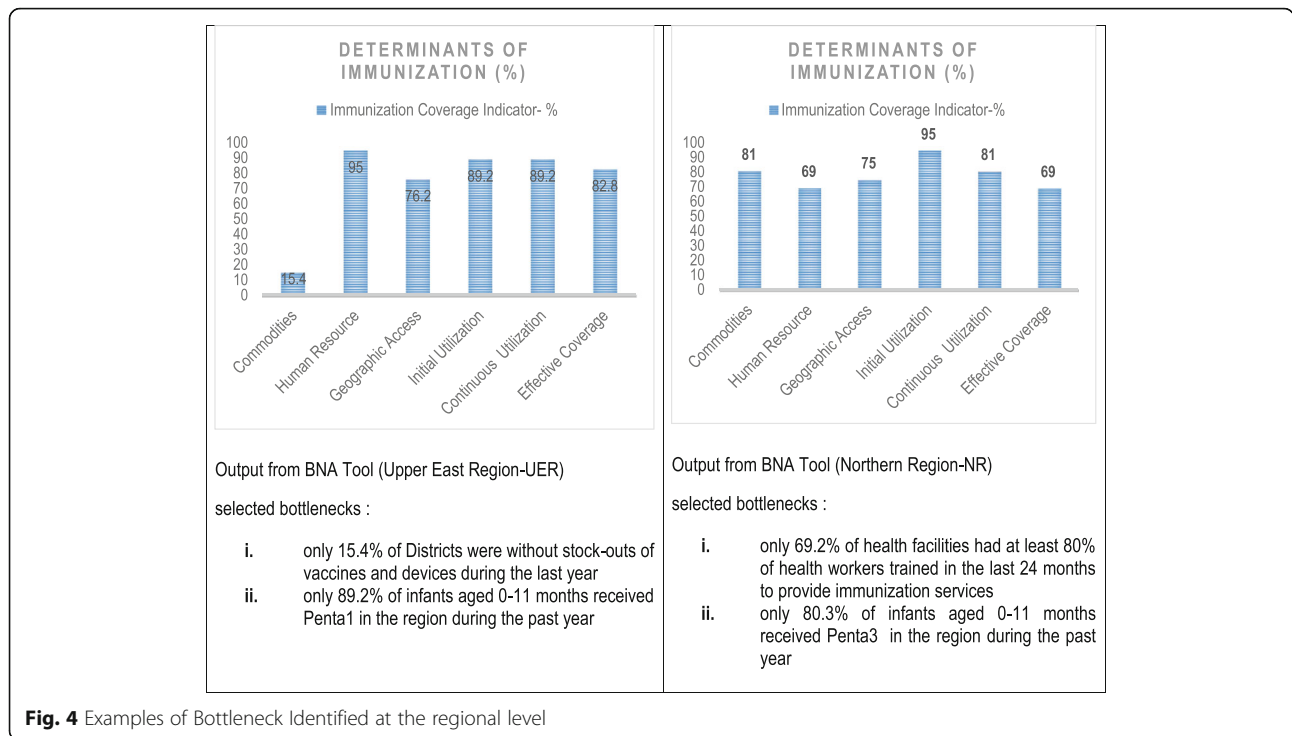 DETERMINANTS OF
IMMUNIZATION (%)
Immunization Coverage Indicator- %
100
90
80
70
60
50
40
30
20
10
0
15.4
95
76.2
89.2
89.2
82.8
Commodities
Human Resource
Geographic Access
Initial Utilization
Continuous Utilization
Effective Coverage
Output from BNA Tool (Upper East Region-UER)
selected bottlenecks :
i. only 15.4% of Districts were without stock-outs of
vaccines and devices during the last year
ii. only 89.2% of infants aged 0-11 months received
Penta1 in the region during the past year
DETERMINANTS OF
IMMUNIZATION (%)
Immunization Coverage Indicator-%
100
90
80
70
60
50
40
30
20
10
0
81
69
75
95
81
69
Commodities
Human Resource
Geographic Access
Initial Utilization
Continuous Utilization
Effective Coverage
Output from BNA Tool (Northern Region-NR)
selected bottlenecks :
i. only 69.2% of health facilities had at least 80%
of health workers trained in the last 24 months
to provide immunization services
ii. only 80.3% of infants aged 0-11 months
received Penta3 in the region during the past
year
Fig. 4 Examples of Bottleneck Identified at the regional level